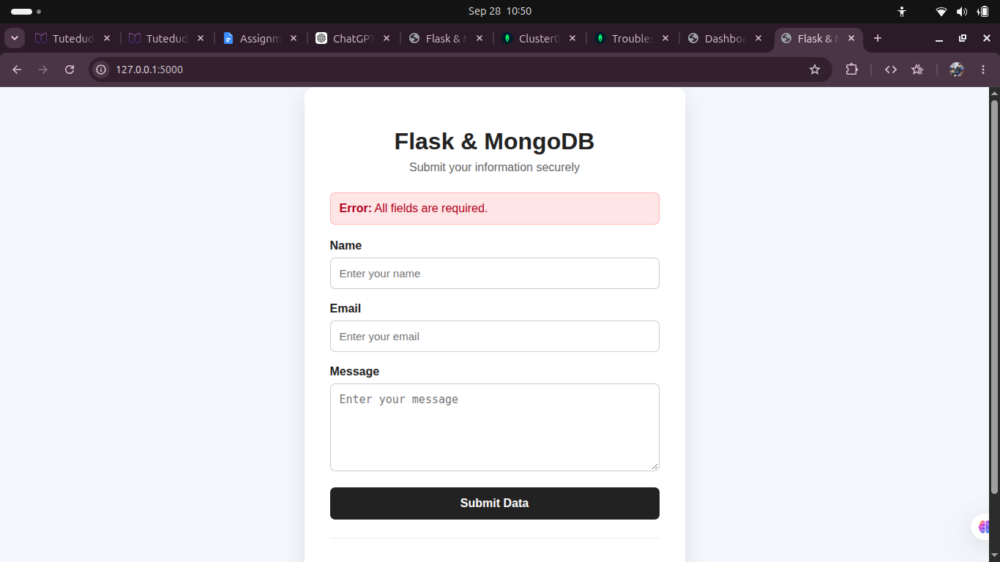 Sep 28 10:50
Tutedud
Tutedud
Assignm
ChatGPT
Flask & M
Cluster0
Troubles
Dashboa
Flask & M
127.0.0.1:5000
Flask & MongoDB
Submit your information securely
Error: All fields are required.
Name
Enter your name
Email
Enter your email
Message
Enter your message
Submit Data